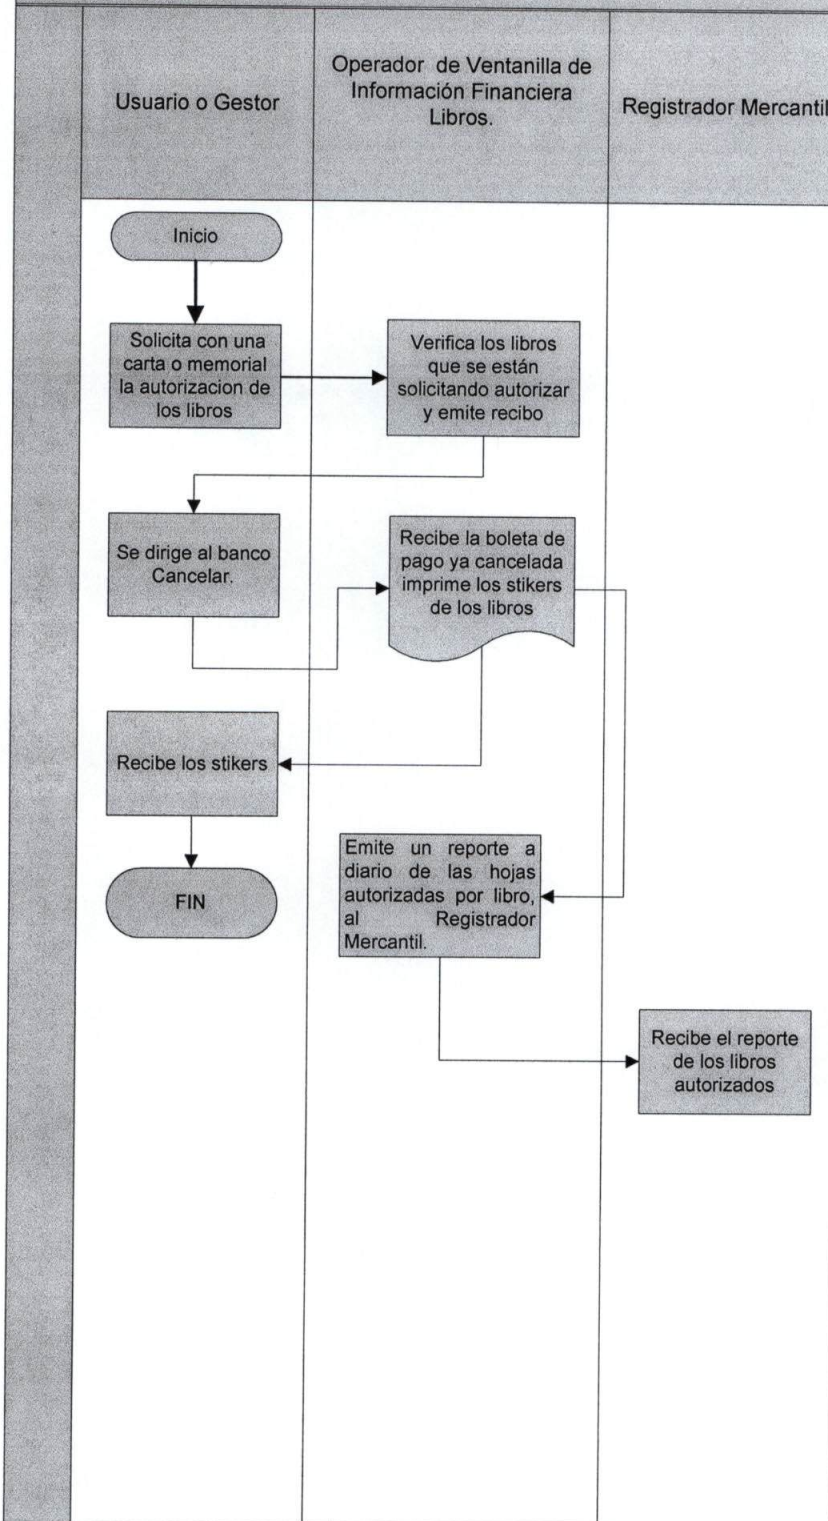 Usuario o Gestor
Operador de Ventanilla de
Información Financiera
Libros.
Registrador Mercantil
Inicio
Solicita con una
carta o memorial
la autorizacion de
los libros
Verifica los libros
que se están
solicitando autorizar
y emite recibo
Se dirige al banco
Cancelar.
Recibe la boleta de
pago ya cancelada
imprime los stikers
de los libros
Recibe los stikers
FIN
Emite un reporte a
diario de las hojas
autorizadas por libro,
al Registrador
Mercantil.
Recibe el reporte
de los libros
autorizados